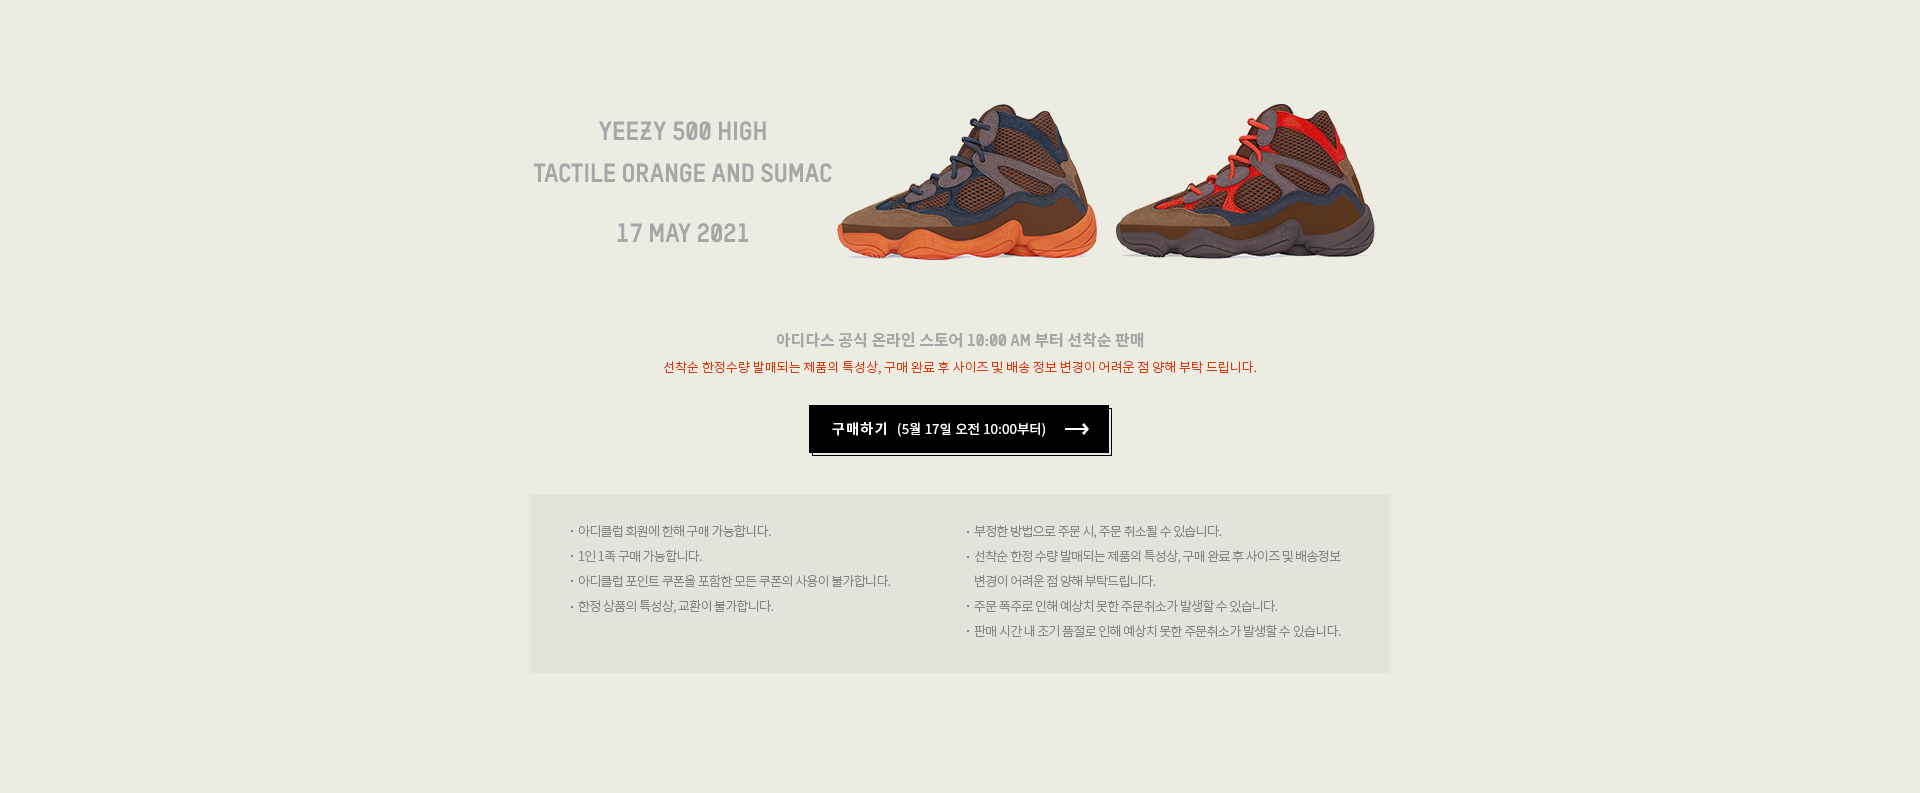 YEEZY 500 HIGH
TACTILE ORANGE AND SUMAC
17 MAY 2021
아디다스 공식 온라인 스토어 10:00 AM 부터 선착순 판매
선착순 한정수량 발매되는 제품의 특성상, 구매 완료 후 사이즈 및 배송 정보 변경이 어려운 점 양해 부탁 드립니다.
구매하기 (5월 17일 오전 10:00부터) →
· 아디클럽 회원에 한해 구매 가능합니다.
· 1인 1족 구매 가능합니다.
· 아디클럽 포인트 쿠폰을 포함한 모든 쿠폰의 사용이 불가합니다.
· 한정 상품의 특성상, 교환이 불가합니다.
· 부정한 방법으로 주문 시, 주문 취소될 수 있습니다.
· 선착순 한정 수량 발매되는 제품의 특성상, 구매 완료 후 사이즈 및 배송정보
변경이 어려운 점 양해 부탁드립니다.
· 주문 폭주로 인해 예상치 못한 주문취소가 발생할 수 있습니다.
· 판매 시간 내 조기 품절로 인해 예상치 못한 주문취소가 발생할 수 있습니다.